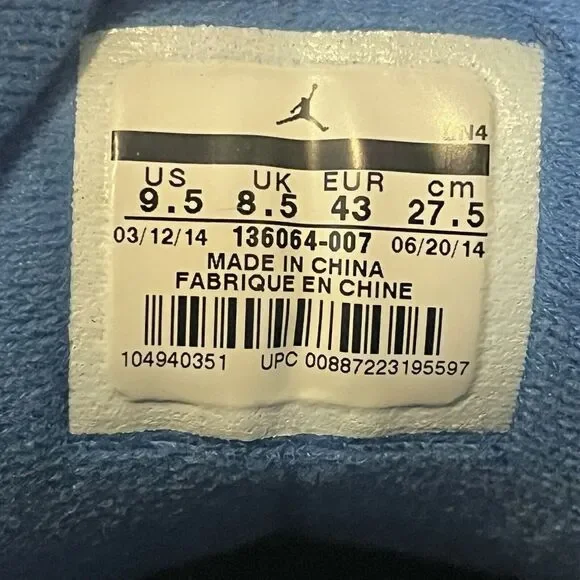 US UK EUR cm
9.5 8.5 43 27.5
03/12/14 136064-007 06/20/14
MADE IN CHINA
FABRIQUE EN CHINE
104940351 UPC 00887223195597